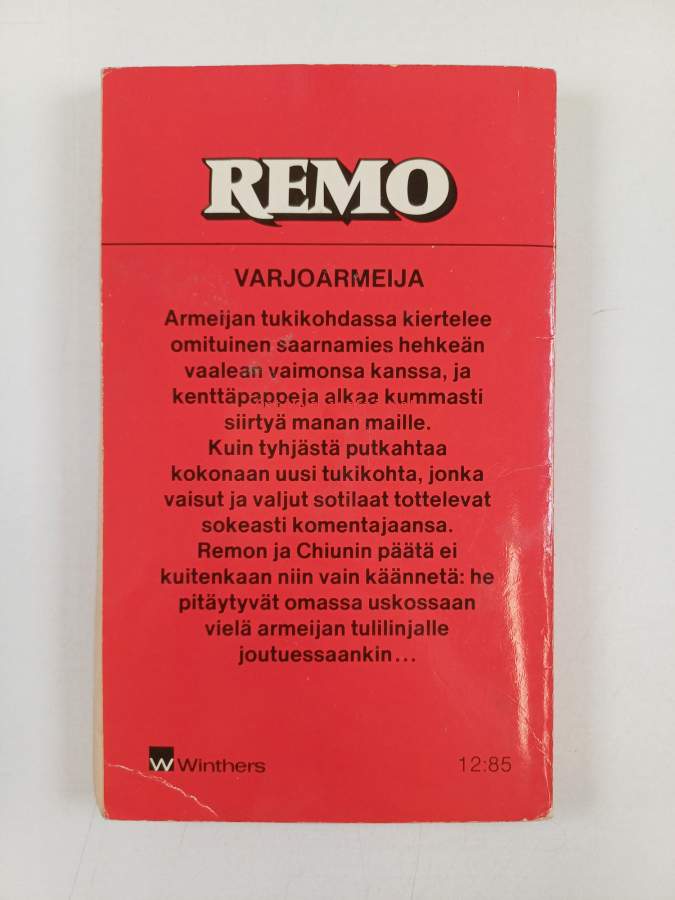 REMO
VARJOARMEIJA
Armeijan tukikohdassa kiertelee
omituinen saarnamies hehkeän
vaalean vaimonsa kanssa, ja
kenttäpappeja alkaa kummasti
siirtyä manan maille.
Kuin tyhjästä putkahtaa
kokonaan uusi tukikohta, jonka
vaisut ja valjut sotilaat tottelevat
sokeasti komentajaansa.
Remon ja Chiunin päätä ei
kuitenkaan niin vain käännetä: he
pitäytyvät omassa uskossaan
vielä armeijan tulilinjalle
joutuessaankin...
W Winthers
12:85